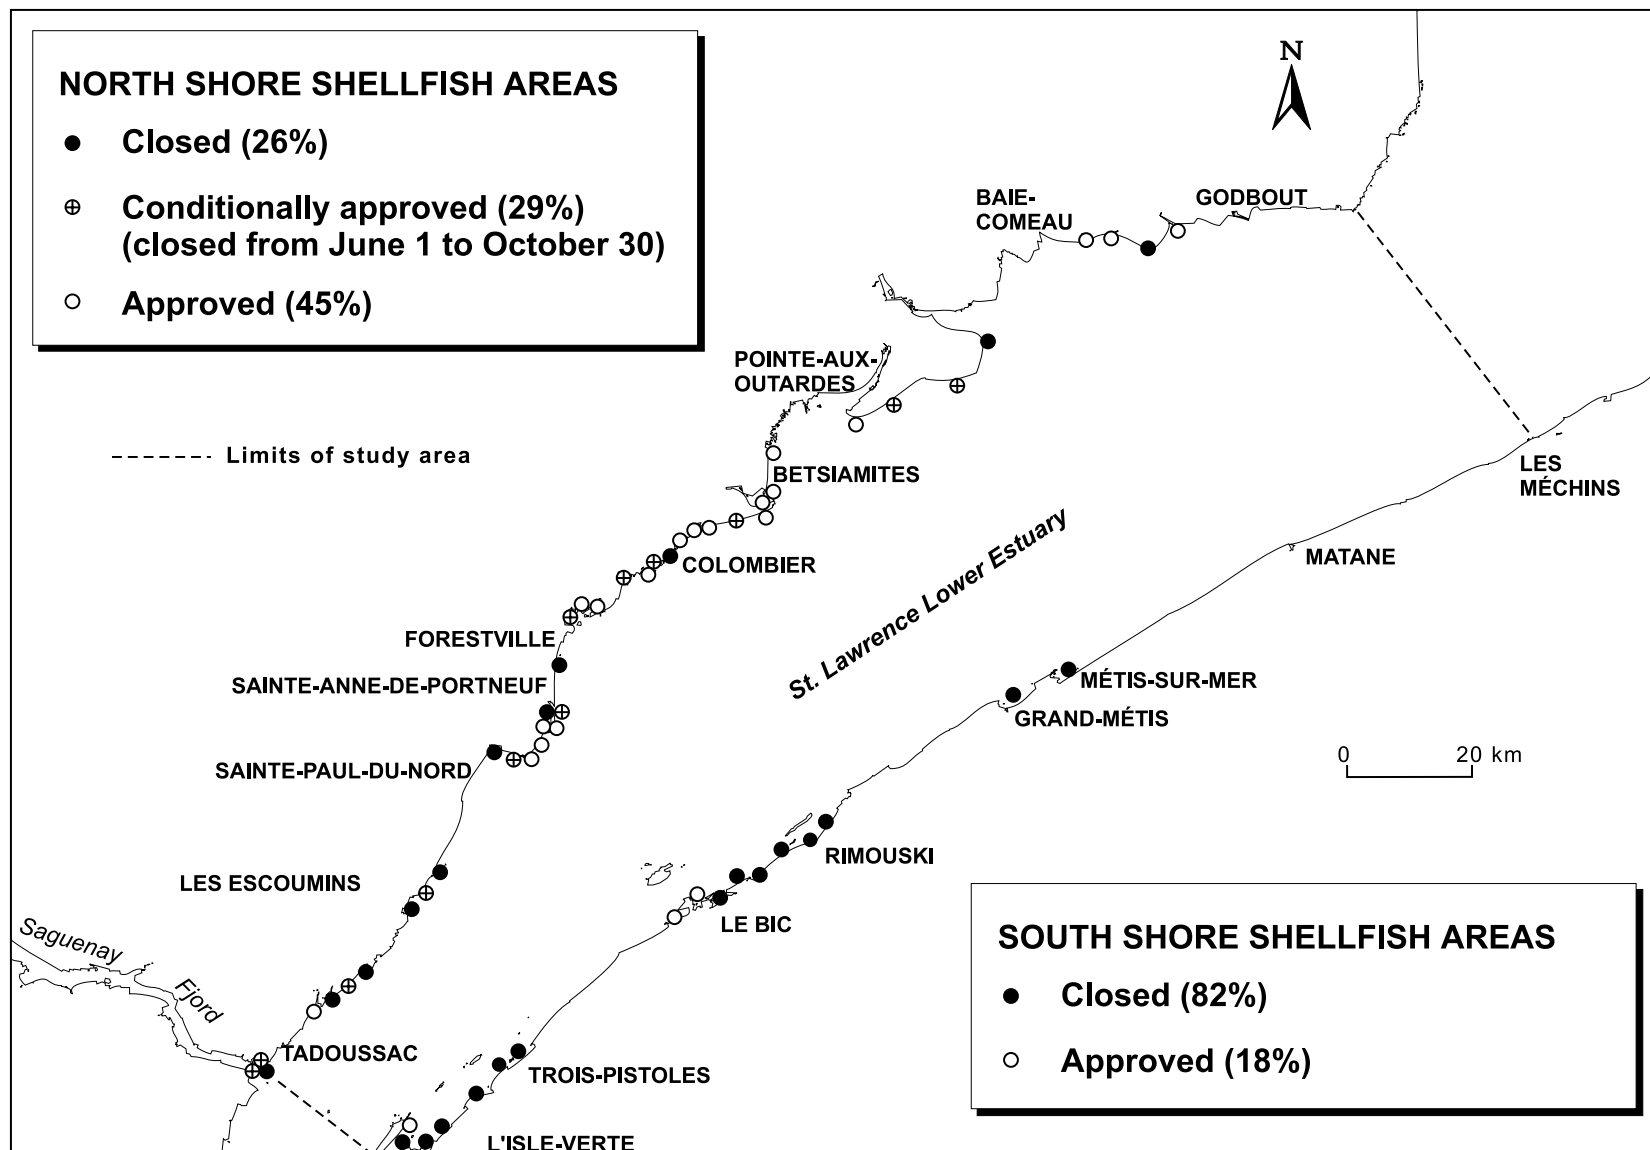 NORTH SHORE SHELLFISH AREAS
Closed (26%)
Conditionally approved (29%)
(closed from June 1 to October 30)
Approved (45%)
N
BAIE-
COMEAU
GODBOUT
POINTE-AUX-
OUTARDES
Limits of study area
BETSIAMITES
LES
MÉCHINS
St. Lawrence Lower Estuary
MATANE
COLOMBIER
FORESTVILLE
SAINTE-ANNE-DE-PORTNEUF
MÉTIS-SUR-MER
GRAND-MÉTIS
SAINTE-PAUL-DU-NORD
0 20 km
RIMOUSKI
LES ESCOUMINS
LE BIC
Saguenay
Fjord
TADOUSSAC
TROIS-PISTOLES
L'ISLE-VERTE
SOUTH SHORE SHELLFISH AREAS
Closed (82%)
Approved (18%)